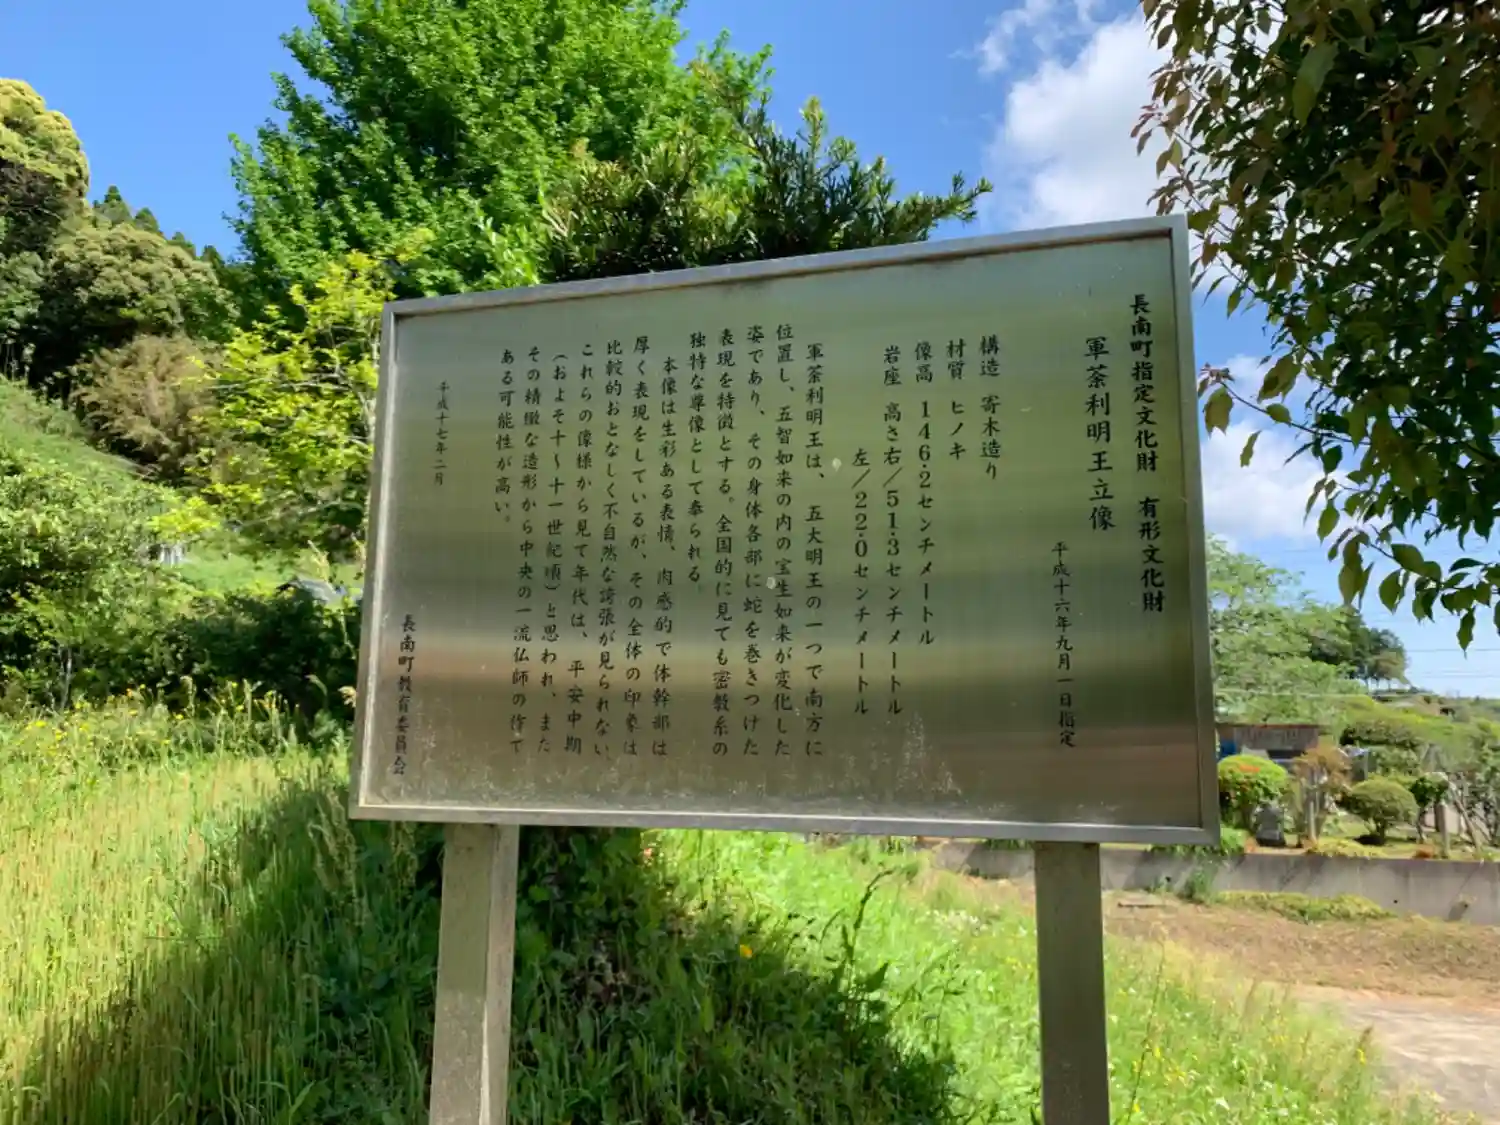 長南町指定文化財　有形文化財
軍荼利明王立像
平成十六年九月一日指定
構造　寄木造り
材質　ヒノキ
像高　146・2センチメートル
岩座　高さ右／51・3センチメートル
左／22・0センチメートル
軍荼利明王は、五大明王の一つで南方に
位置し、五智如来の内の宝生如来が変化した
姿であり、その身体各部に蛇を巻きつけた
表現を特徴とする。全国的に見ても密教系の
独特な尊像として奉られる。
本像は生彩ある表情、肉感的で体幹部は
厚く表現をしているが、その全体の印象は
比較的おとなしく不自然な誇張が見られない。
これらの像様から見て年代は、平安中期
（およそ十～十一世紀頃）と思われ、また
その精緻な造形から中央の一流仏師の作で
ある可能性が高い。
平成十七年二月
長南町教育委員会